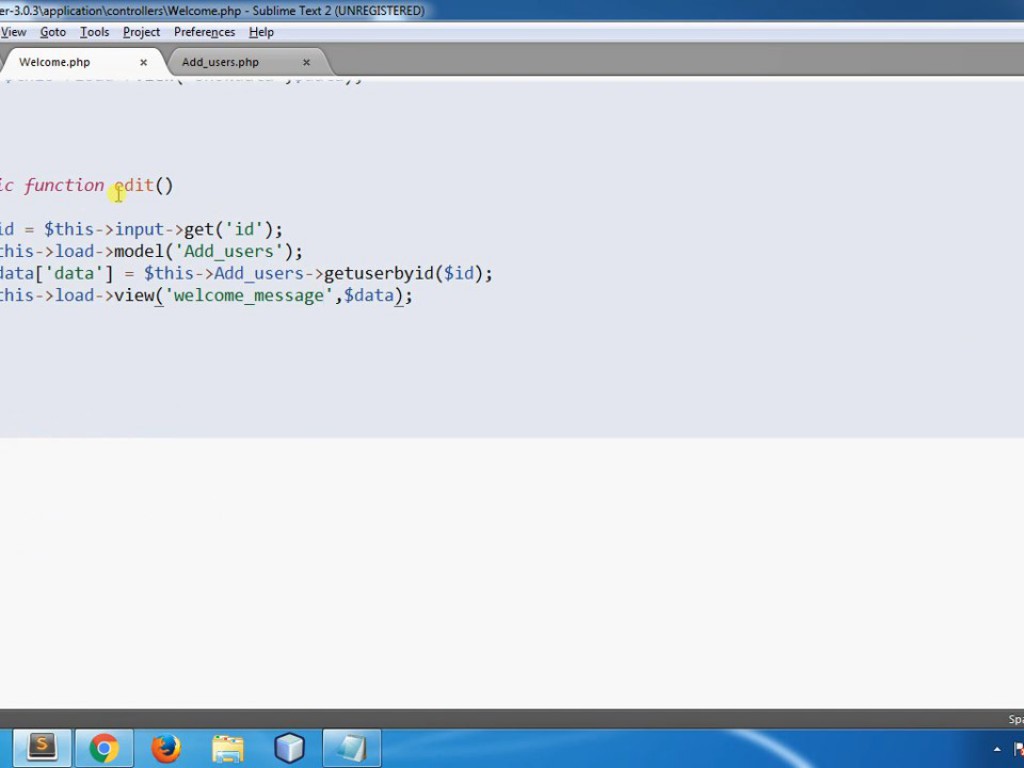 er-3.0.3\application\controllers\Welcome.php - Sublime Text 2 (UNREGISTERED)
View Goto Tools Project Preferences Help
Welcome.php × Add_users.php ×
ic function edit()
id = $this->input->get('id');
this->load->model('Add_users');
data['data'] = $this->Add_users->getuserbyid($id);
this->load->view('welcome_message',$data);
Spa